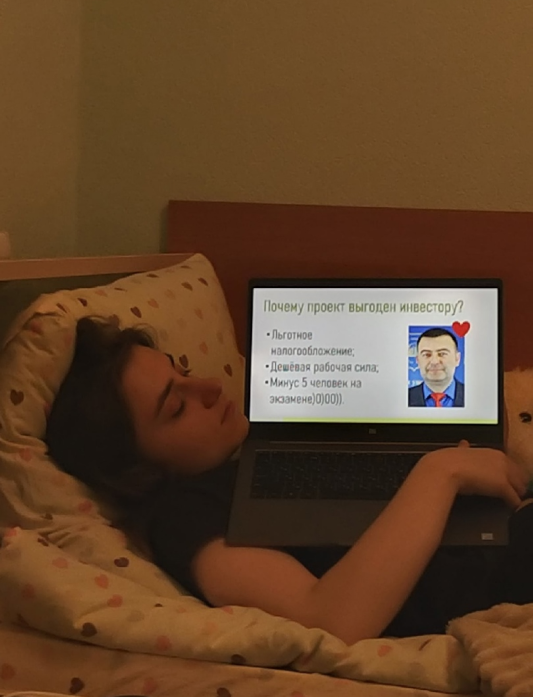 Почему проект выгоден инвестору?
• Льготное
налогообложение;
• Дешёвая рабочая сила;
• Минус 5 человек на
экзамене)0)00)).